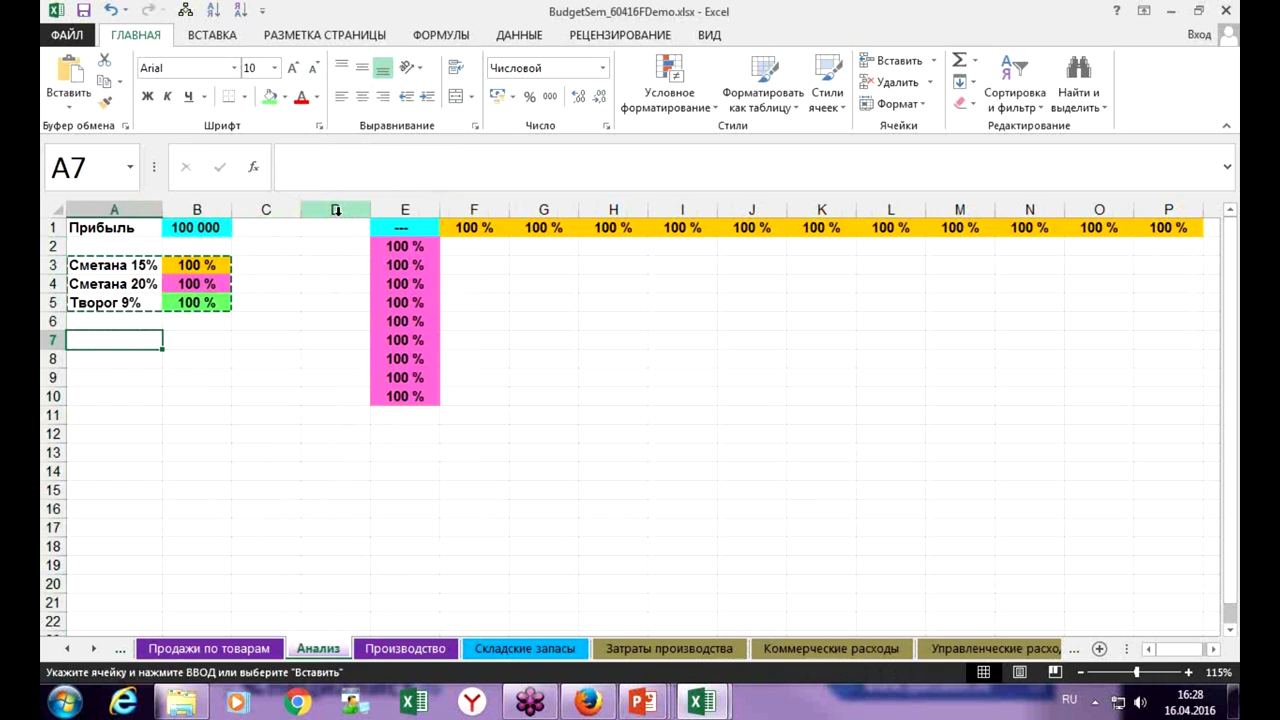 BudgetSem_60416FDemo.xlsx - Excel
ФАЙЛ ГЛАВНАЯ ВСТАВКА РАЗМЕТКА СТРАНИЦЫ ФОРМУЛЫ ДАННЫЕ РЕЦЕНЗИРОВАНИЕ ВИД Вход
Вставить
Буфер обмена
Arial 10
Ж К Ч
Шрифт
Выравнивание
Числовой
% 000
Число
Условное форматирование
Форматировать как таблицу
Стили ячеек
Стили
Вставить
Удалить
Формат
Ячейки
Сортировка и фильтр
Найти и выделить
Редактирование
A7
A B C D E F G H I J K L M N O P
1 Прибыль 100 000 --- 100 % 100 % 100 % 100 % 100 % 100 % 100 % 100 % 100 % 100 % 100 %
2 100 %
3 Сметана 15% 100 % 100 %
4 Сметана 20% 100 % 100 %
5 Творог 9% 100 % 100 %
6 100 %
7 100 %
8 100 %
9 100 %
10 100 %
11
12
13
14
15
16
17
18
19
20
21
22
... Продажи по товарам Анализ Производство Складские запасы Затраты производства Коммерческие расходы Управленческие расхо ...
Укажите ячейку и нажмите ВВОД или выберите "Вставить" 115%
RU 16:28
16.04.2016